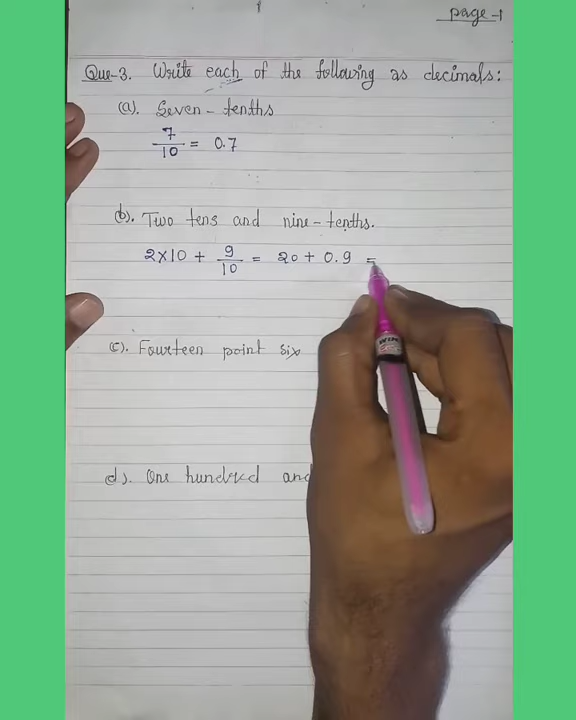 page-1
Que-3. Write each of the following as decimals:
(a). Seven-tenths
7/10 = 0.7
(b). Two tens and nine-tenths.
2×10 + 9/10 = 20 + 0.9 =
(c). Fourteen point six
(d). One hundred and